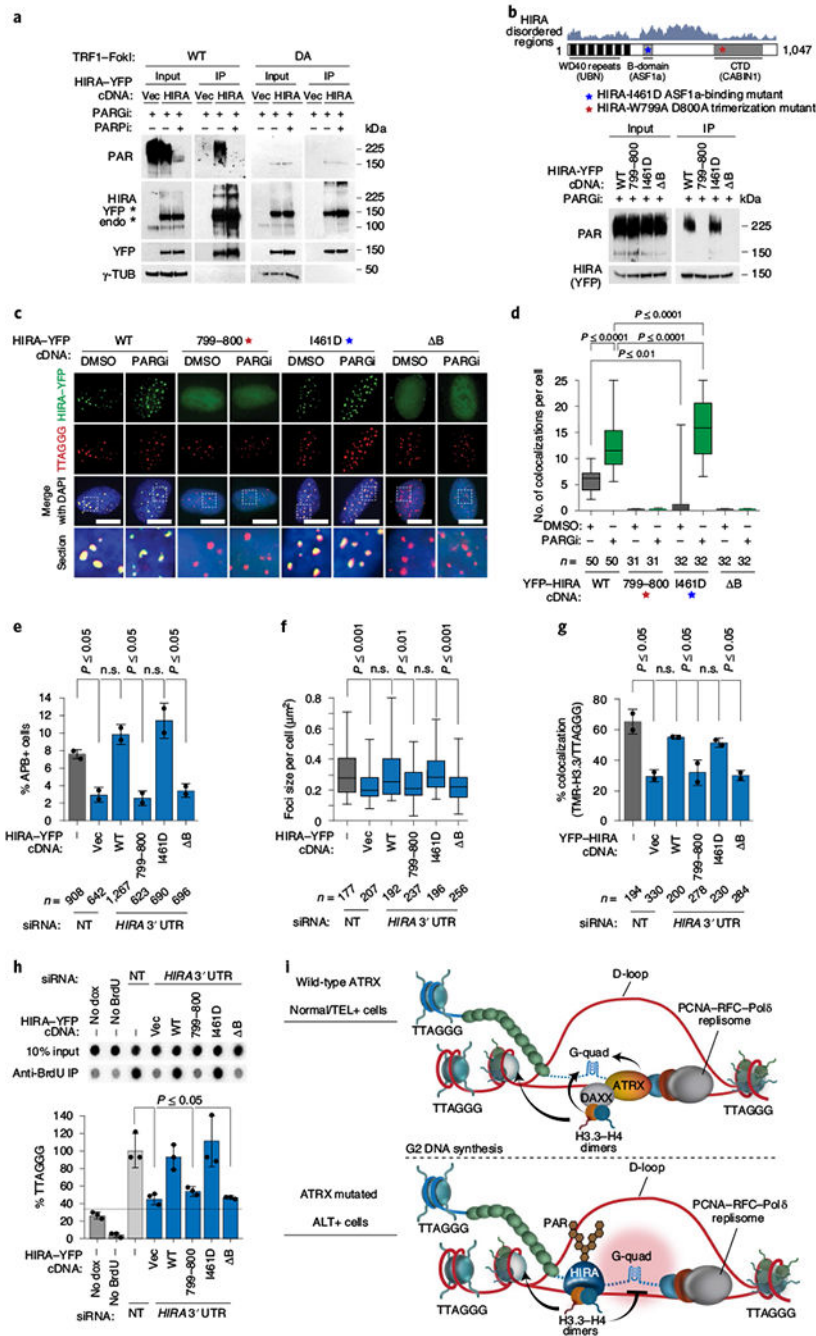 a
TRF1–FokI: WT DA
HIRA–YFP Input IP Input IP
cDNA: Vec HIRA Vec HIRA Vec HIRA Vec HIRA
PARGi: + + + + + + + + + + + +
PARPi: – – + – – + – – + – – + kDa
PAR
225
150
HIRA
YFP *
endo *
225
150
100
YFP
150
γ-TUB
50
b
HIRA disordered regions
1 1,047
WD40 repeats (UBN) B-domain (ASF1a) CTD (CABIN1)
★ HIRA-I461D ASF1a-binding mutant
★ HIRA-W799A D800A trimerization mutant
Input IP
HIRA-YFP cDNA: WT 799–800 I461D ΔB WT 799–800 I461D ΔB
PARGi: + + + + + + + + kDa
PAR
225
150
HIRA (YFP)
150
c
HIRA–YFP cDNA: WT 799–800 ★ I461D ★ ΔB
DMSO PARGi DMSO PARGi DMSO PARGi DMSO PARGi
HIRA–YFP
TTAGGG
Merge with DAPI
Section
d
P ≤ 0.0001
P ≤ 0.0001 P ≤ 0.0001
P ≤ 0.01
No. of colocalizations per cell
25
20
15
10
5
0
DMSO: + – + – + – + –
PARGi: – + – + – + – +
n = 50 50 31 31 32 32 32 32
YFP–HIRA cDNA: WT 799–800 ★ I461D ★ ΔB
e
P ≤ 0.05 n.s. P ≤ 0.05 n.s. P ≤ 0.05
% APB+ cells
14
12
10
8
6
4
2
0
HIRA–YFP cDNA: – Vec WT 799–800 I461D ΔB
n = 908 642 1,267 623 690 696
siRNA: NT HIRA 3′ UTR
f
P ≤ 0.001 n.s. P ≤ 0.01 n.s. P ≤ 0.001
Foci size per cell (μm²)
0.8
0.6
0.4
0.2
0
HIRA–YFP cDNA: – Vec WT 799–800 I461D ΔB
n = 177 207 192 237 196 256
siRNA: NT HIRA 3′ UTR
g
P ≤ 0.05 n.s. P ≤ 0.05 n.s. P ≤ 0.05
% colocalization (TMR-H3.3/TTAGGG)
80
60
40
20
0
YFP–HIRA cDNA: – Vec WT 799–800 I461D ΔB
n = 194 330 200 278 230 284
siRNA: NT HIRA 3′ UTR
h
siRNA: NT HIRA 3′ UTR
HIRA–YFP cDNA: No dox No BrdU – Vec WT 799–800 I461D ΔB
10% input
Anti-BrdU IP
P ≤ 0.05
% TTAGGG
140
120
100
80
60
40
20
0
HIRA–YFP cDNA: No dox No BrdU – Vec WT 799–800 I461D ΔB
siRNA: NT HIRA 3′ UTR
i
Wild-type ATRX
Normal/TEL+ cells
TTAGGG
D-loop
PCNA–RFC–Polδ replisome
G-quad
ATRX
DAXX
H3.3–H4 dimers
TTAGGG
TTAGGG
G2 DNA synthesis
ATRX mutated
ALT+ cells
TTAGGG
D-loop
PCNA–RFC–Polδ replisome
PAR
G-quad
HIRA
H3.3–H4 dimers
TTAGGG
TTAGGG